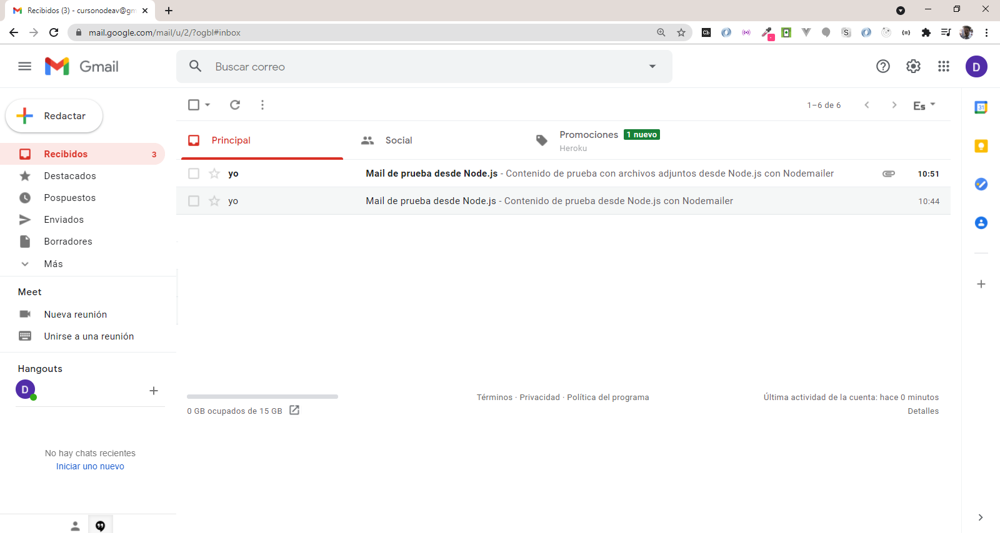 Recibidos (3) - cursonodeav@gm
mail.google.com/mail/u/2/?ogbl#inbox
Gmail
Buscar correo
D
Redactar
1–6 de 6
Es
Principal
Social
Promociones 1 nuevo
Heroku
Recibidos 3
Destacados
Pospuestos
Enviados
Borradores
Más
yo Mail de prueba desde Node.js - Contenido de prueba con archivos adjuntos desde Node.js con Nodemailer 10:51
yo Mail de prueba desde Node.js - Contenido de prueba desde Node.js con Nodemailer 10:44
Meet
Nueva reunión
Unirse a una reunión
Hangouts
D
No hay chats recientes
Iniciar uno nuevo
0 GB ocupados de 15 GB
Términos · Privacidad · Política del programa
Última actividad de la cuenta: hace 0 minutos
Detalles
31